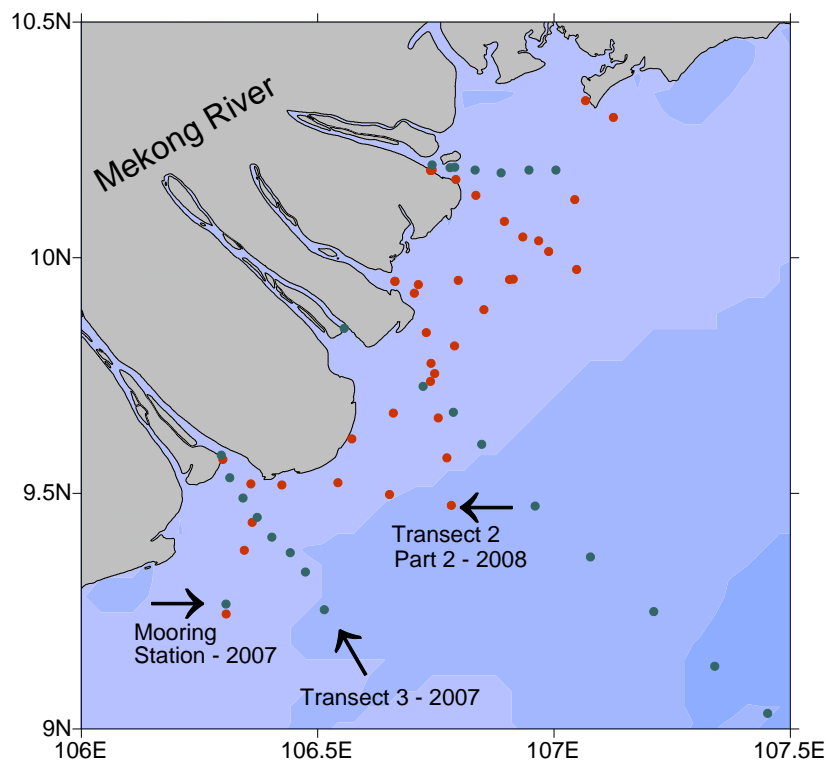 10.5N
Mekong River
10N
9.5N
Transect 2
Part 2 - 2008
Mooring
Station - 2007
Transect 3 - 2007
9N
106E
106.5E
107E
107.5E